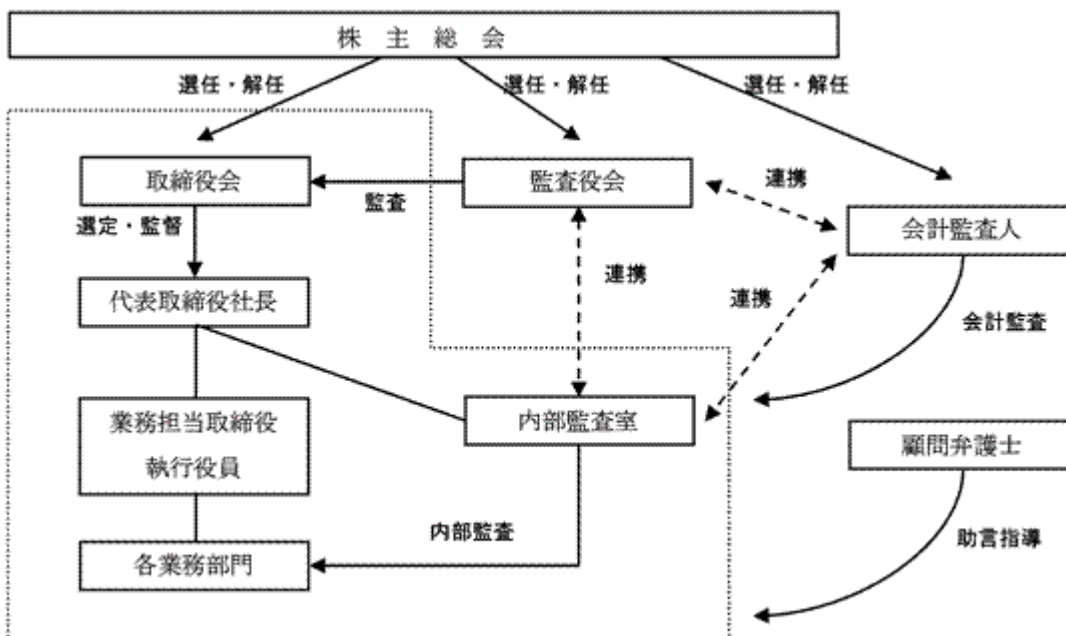 株主総会
選任・解任
選任・解任
選任・解任
取締役会
監査
監査役会
連携
会計監査人
選定・監督
代表取締役社長
連携
連携
会計監査
業務担当取締役
執行役員
内部監査室
顧問弁護士
内部監査
各業務部門
助言指導